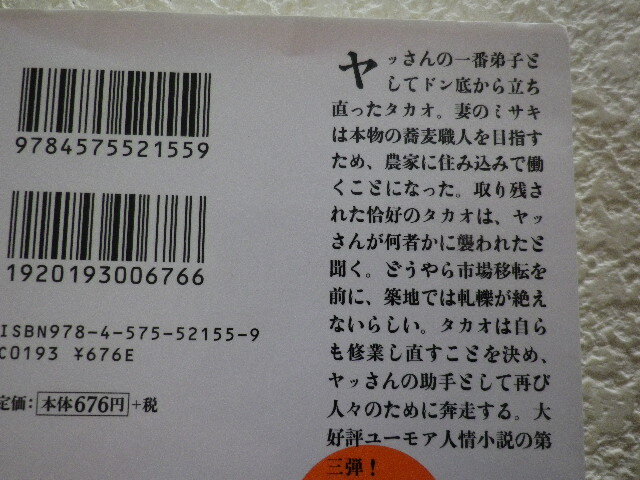 9784575521559
1920193006766
ISBN978-4-575-52155-9
C0193 ¥676E
定価：本体676円+税
ヤッさんの一番弟子と
してドン底から立ち
直ったタカオ。妻のミサキ
は本物の蕎麦職人を目指す
ため、農家に住み込みで働
くことになった。取り残さ
れた恰好のタカオは、ヤッ
さんが何者かに襲われたと
聞く。どうやら市場移転を
前に、築地では軋轢が絶え
ないらしい。タカオは自ら
も修業し直すことを決め、
ヤッさんの助手として再び
人々のために奔走する。大
好評ユーモア人情小説の第
三弾！